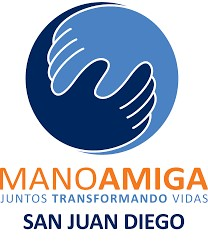 MANOAMIGA
JUNTOS TRANSFORMANDO VIDAS
SAN JUAN DIEGO